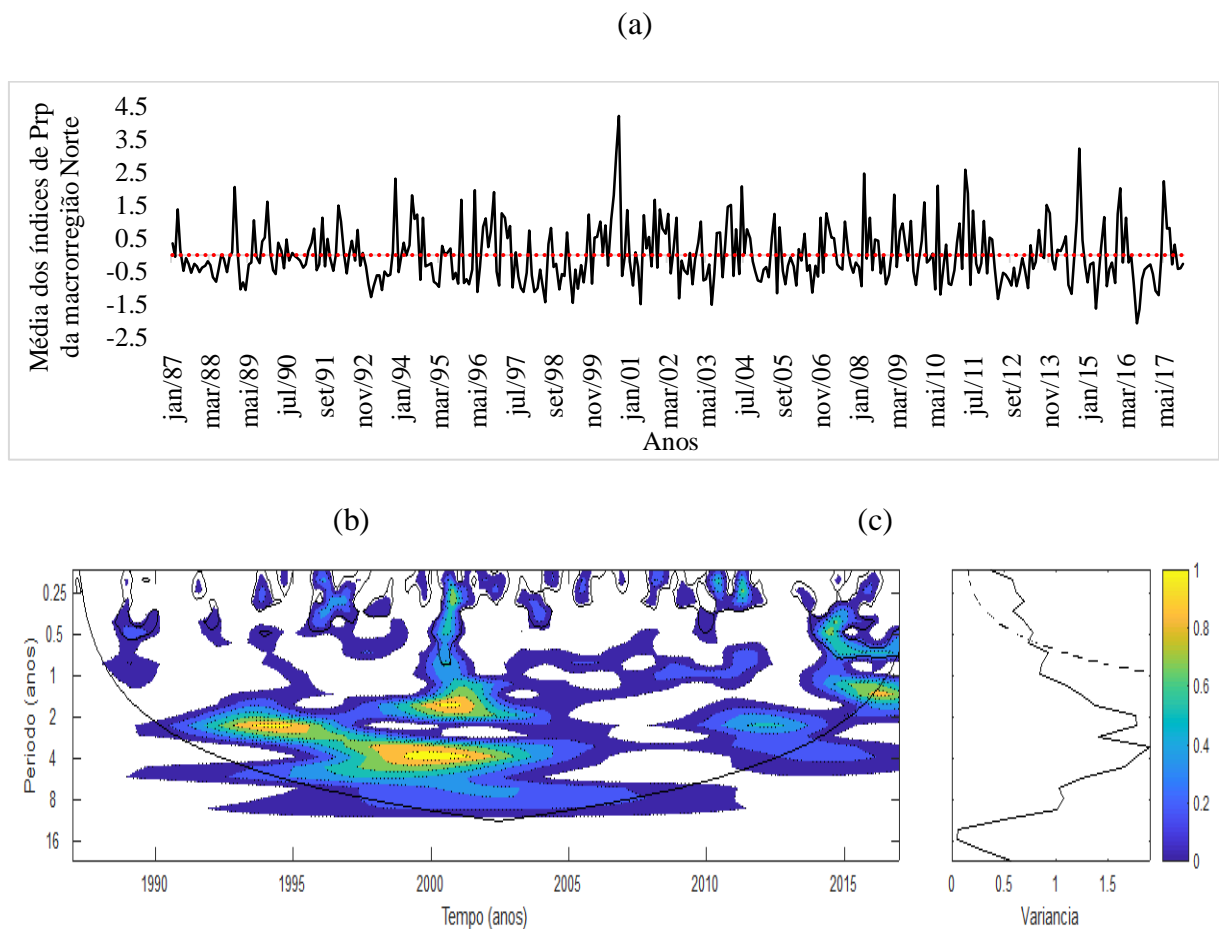 (a)
Média dos índices de Prp
da macrorregião Norte
4.5
3.5
2.5
1.5
0.5
-0.5
-1.5
-2.5
jan/87
mar/88
mai/89
jul/90
set/91
nov/92
jan/94
mar/95
mai/96
jul/97
set/98
nov/99
jan/01
mar/02
mai/03
jul/04
set/05
nov/06
jan/08
mar/09
mai/10
jul/11
set/12
nov/13
jan/15
mar/16
mai/17
Anos
(b)
(c)
Periodo (anos)
0.25
0.5
1
2
4
8
16
1990
1995
2000
2005
2010
2015
Tempo (anos)
0
0.5
1
1.5
Variancia
1
0.8
0.6
0.4
0.2
0